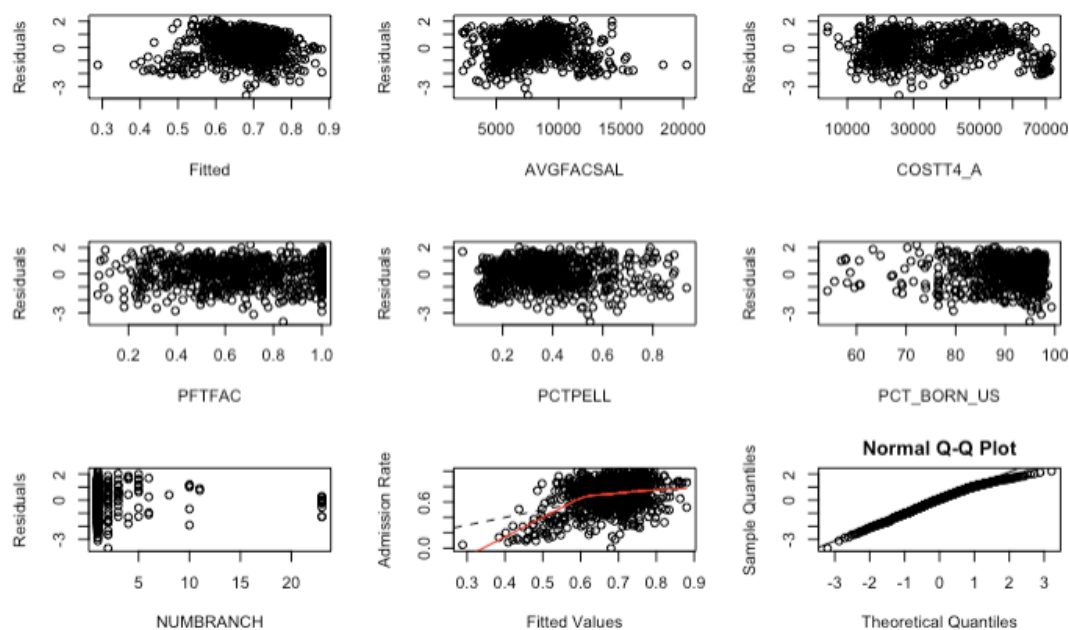 Residuals
2
0
-3
0.3 0.4 0.5 0.6 0.7 0.8 0.9
Fitted
Residuals
2
0
-3
5000 10000 15000 20000
AVGFACSAL
Residuals
2
0
-3
10000 30000 50000 70000
COSTT4_A
Residuals
2
0
-3
0.2 0.4 0.6 0.8 1.0
PFTFAC
Residuals
2
0
-3
0.2 0.4 0.6 0.8
PCTPELL
Residuals
2
0
-3
60 70 80 90 100
PCT_BORN_US
Residuals
2
0
-3
5 10 15 20
NUMBRANCH
Admission Rate
0.6
0.0
0.3 0.4 0.5 0.6 0.7 0.8 0.9
Fitted Values
Normal Q-Q Plot
Sample Quantiles
2
0
-3
-3 -2 -1 0 1 2 3
Theoretical Quantiles